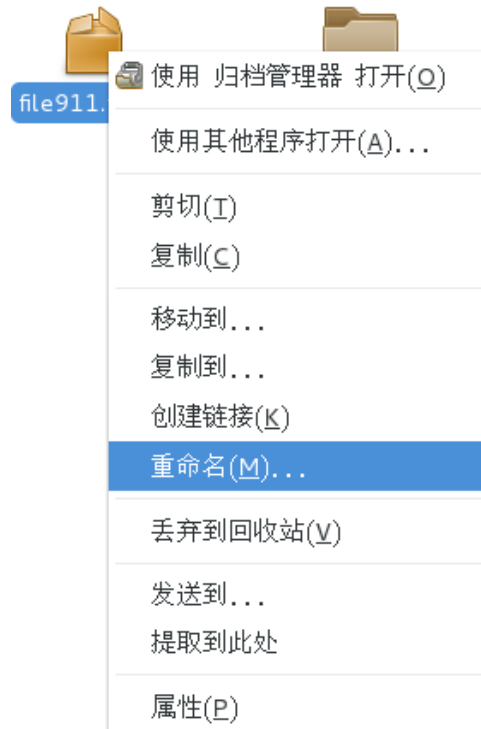 file911.
使用 归档管理器 打开(O)
使用其他程序打开(A)...
剪切(T)
复制(C)
移动到...
复制到...
创建链接(K)
重命名(M)...
丢弃到回收站(V)
发送到...
提取到此处
属性(P)